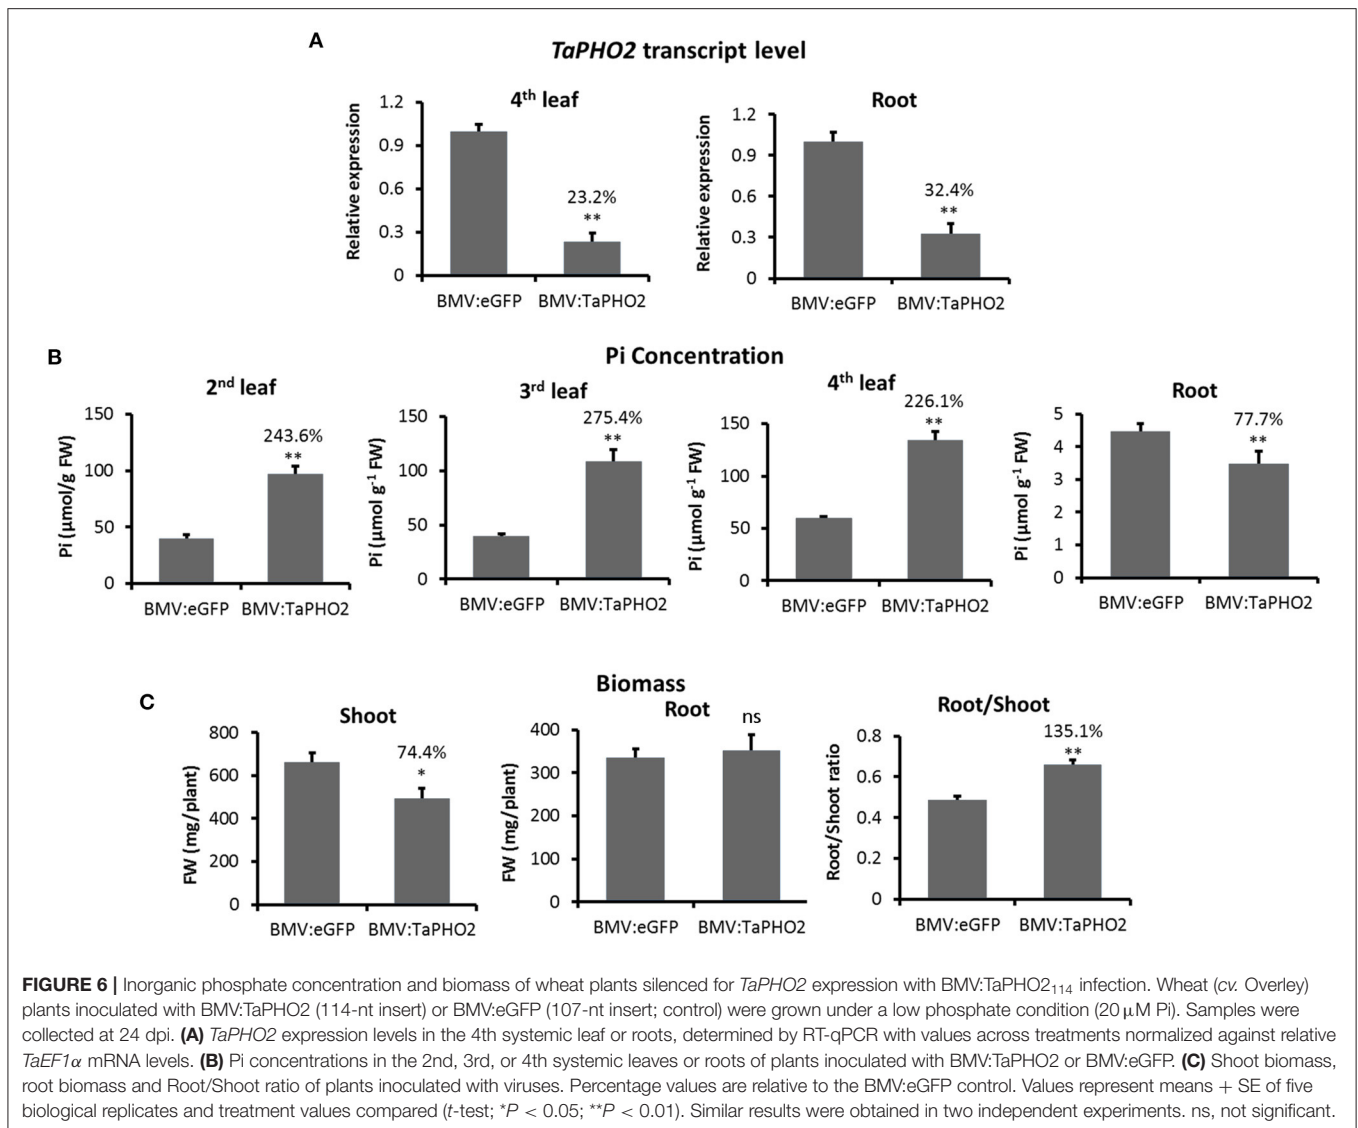 A
TaPHO2 transcript level
4th leaf
Relative expression
1.2
0.9
0.6
0.3
0
23.2%
**
BMV:eGFP BMV:TaPHO2
Root
Relative expression
1.2
0.9
0.6
0.3
0
32.4%
**
BMV:eGFP BMV:TaPHO2
B
Pi Concentration
2nd leaf
Pi (µmol/g FW)
150
100
50
0
243.6%
**
BMV:eGFP BMV:TaPHO2
3rd leaf
Pi (µmol g-1 FW)
150
100
50
0
275.4%
**
BMV:eGFP BMV:TaPHO2
4th leaf
Pi (µmol g-1 FW)
150
100
50
0
226.1%
**
BMV:eGFP BMV:TaPHO2
Root
Pi (µmol g-1 FW)
5
4
3
2
1
0
77.7%
**
BMV:eGFP BMV:TaPHO2
C
Biomass
Shoot
FW (mg/plant)
800
600
400
200
0
74.4%
*
BMV:eGFP BMV:TaPHO2
Root
FW (mg/plant)
400
300
200
100
0
ns
BMV:eGFP BMV:TaPHO2
Root/Shoot
Root/Shoot ratio
0.8
0.6
0.4
0.2
0
135.1%
**
BMV:eGFP BMV:TaPHO2
FIGURE 6 | Inorganic phosphate concentration and biomass of wheat plants silenced for TaPHO2 expression with BMV:TaPHO2114 infection. Wheat (cv. Overley)
plants inoculated with BMV:TaPHO2 (114-nt insert) or BMV:eGFP (107-nt insert; control) were grown under a low phosphate condition (20 µM Pi). Samples were
collected at 24 dpi. (A) TaPHO2 expression levels in the 4th systemic leaf or roots, determined by RT-qPCR with values across treatments normalized against relative
TaEF1α mRNA levels. (B) Pi concentrations in the 2nd, 3rd, or 4th systemic leaves or roots of plants inoculated with BMV:TaPHO2 or BMV:eGFP. (C) Shoot biomass,
root biomass and Root/Shoot ratio of plants inoculated with viruses. Percentage values are relative to the BMV:eGFP control. Values represent means + SE of five
biological replicates and treatment values compared (t-test; *P < 0.05; **P < 0.01). Similar results were obtained in two independent experiments. ns, not significant.